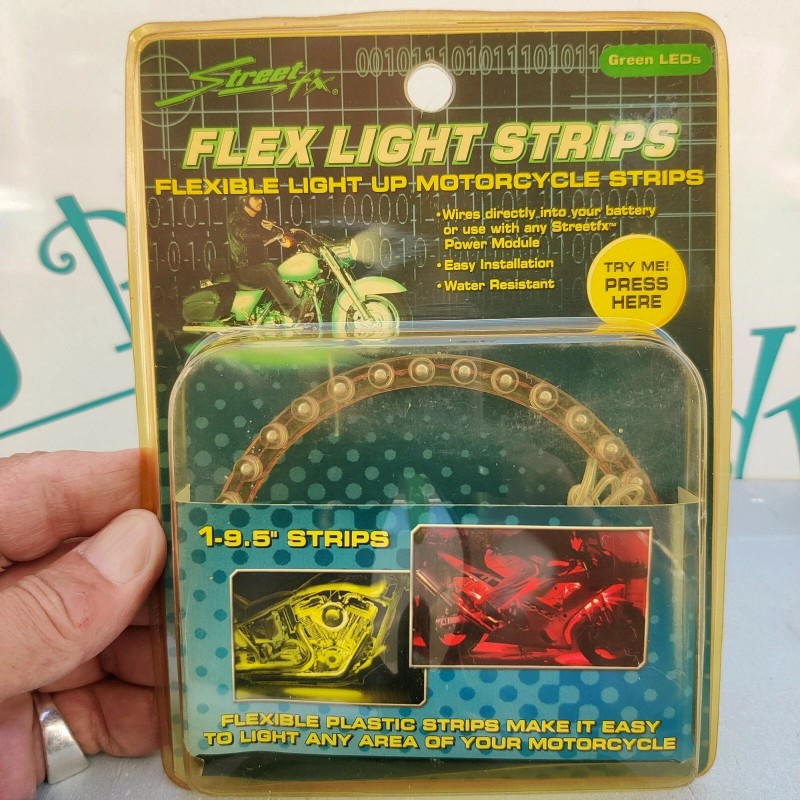 Streetfx®
001011101011101011
Green LEDs
FLEX LIGHT STRIPS
FLEXIBLE LIGHT UP MOTORCYCLE STRIPS
•Wires directly into your battery
or use with any Streetfx™
Power Module
•Easy Installation
•Water Resistant
TRY ME!
PRESS
HERE
1-9.5" STRIPS
FLEXIBLE PLASTIC STRIPS MAKE IT EASY
TO LIGHT ANY AREA OF YOUR MOTORCYCLE